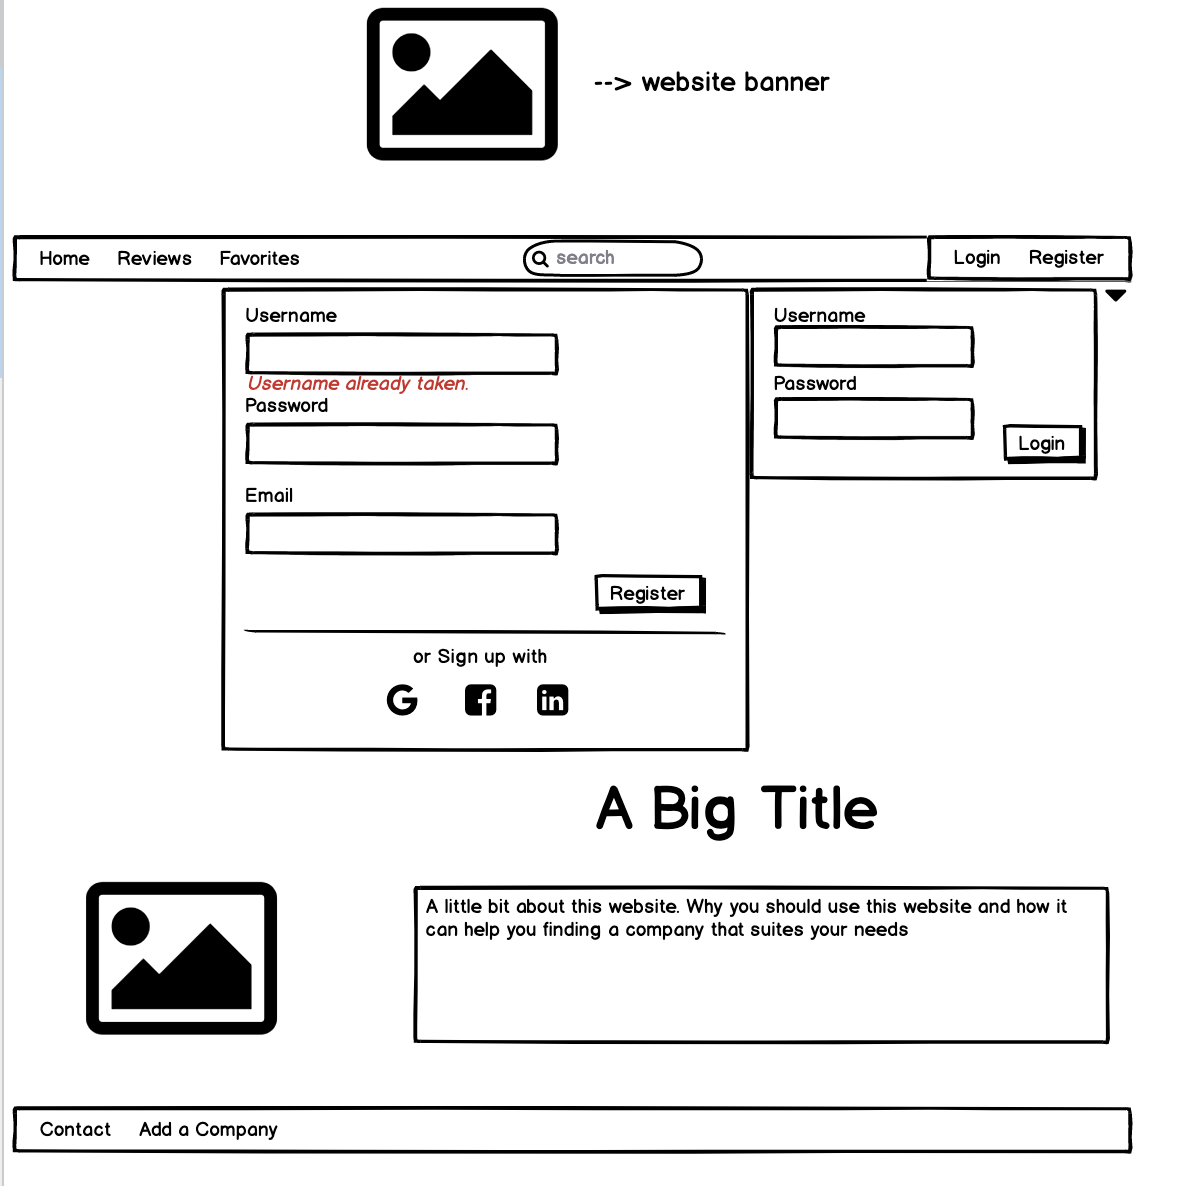 --> website banner
Home Reviews Favorites search Login Register
Username
Username already taken.
Password
Email
Register
or Sign up with
Username
Password
Login
A Big Title
A little bit about this website. Why you should use this website and how it
can help you finding a company that suites your needs
Contact Add a Company